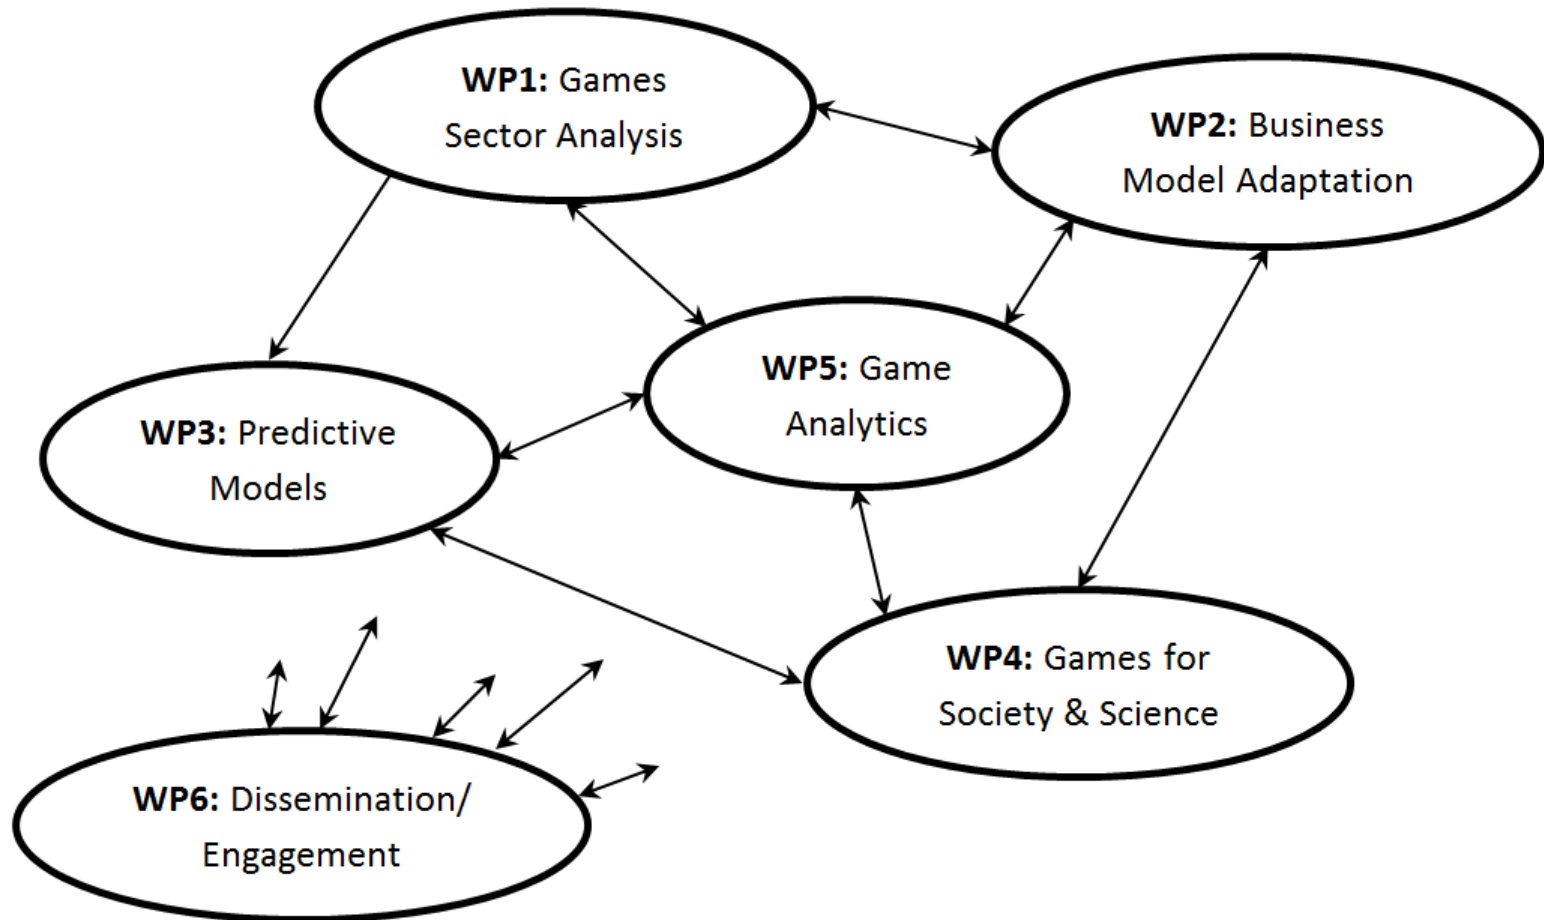 WP1: Games
Sector Analysis
WP2: Business
Model Adaptation
WP5: Game
Analytics
WP3: Predictive
Models
WP4: Games for
Society & Science
WP6: Dissemination/
Engagement